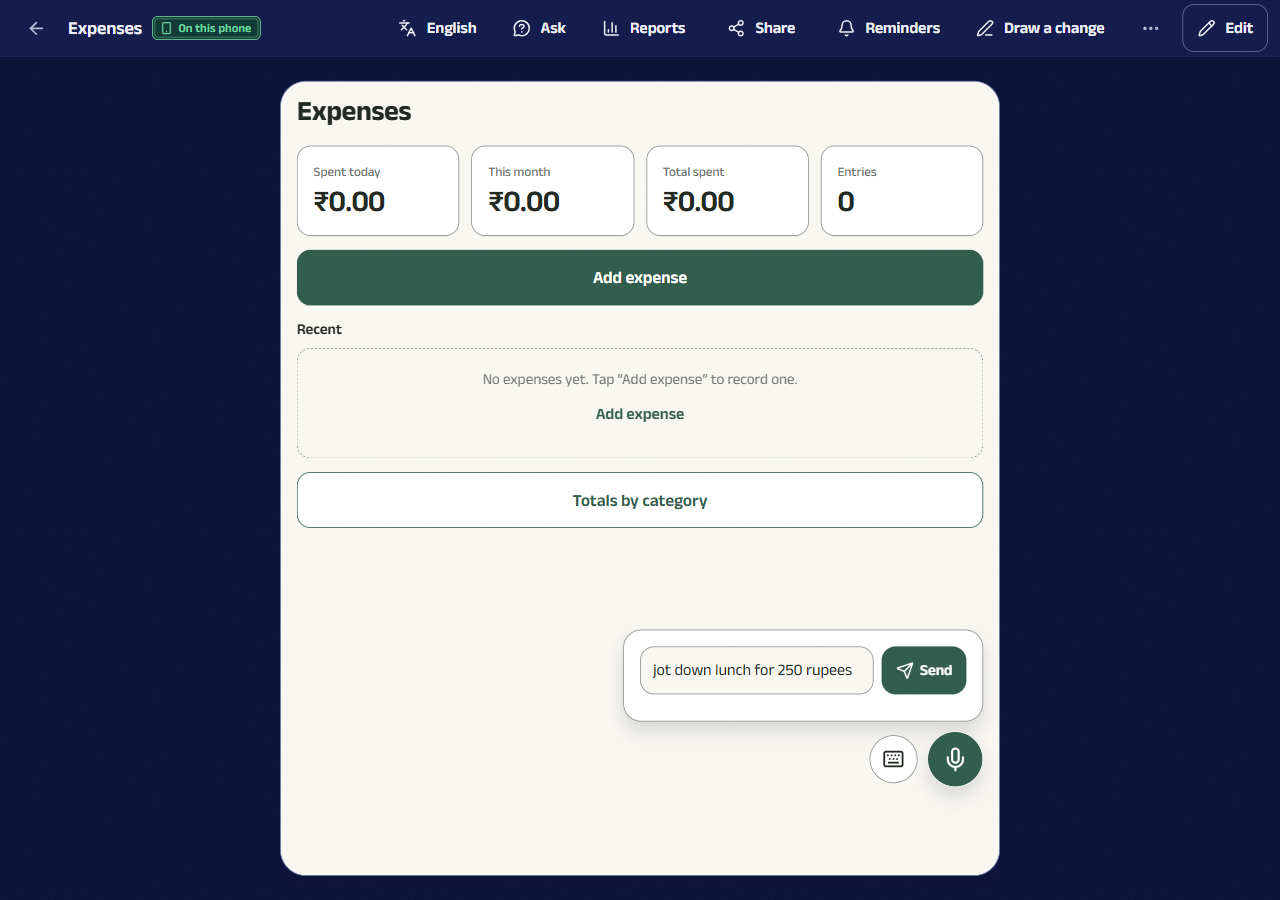 Expenses On this phone English Ask Reports Share Reminders Draw a change Edit
Expenses
Spent today This month Total spent Entries
₹0.00 ₹0.00 ₹0.00 0
Add expense
Recent
No expenses yet. Tap “Add expense” to record one.
Add expense
Totals by category
jot down lunch for 250 rupees Send